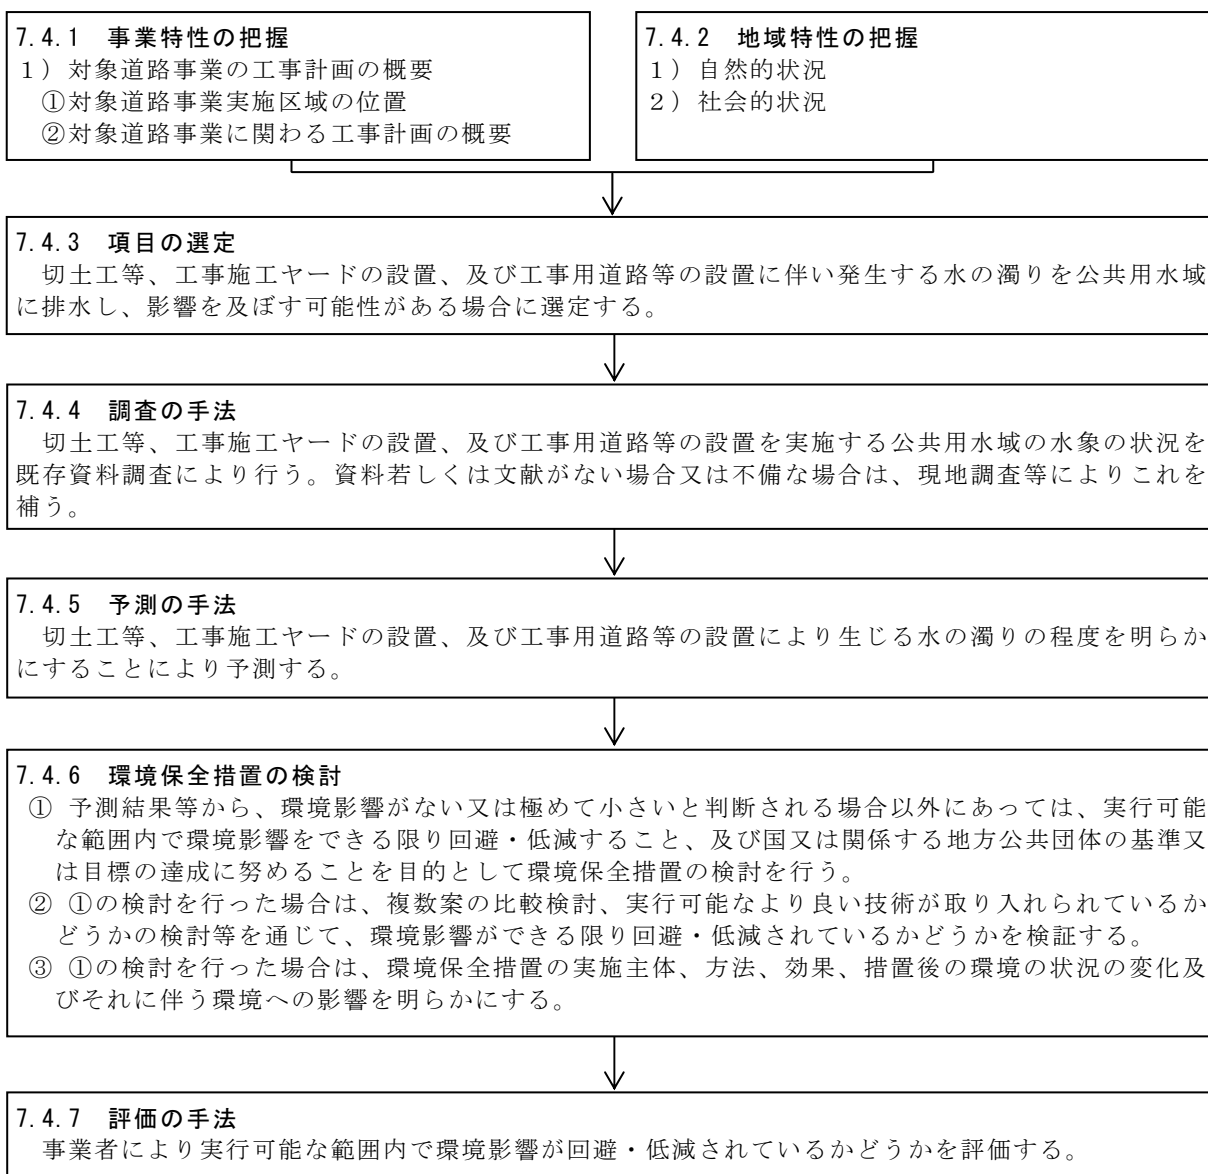 7.4.1 事業特性の把握
1)対象道路事業の工事計画の概要
①対象道路事業実施区域の位置
②対象道路事業に関わる工事計画の概要
7.4.2 地域特性の把握
1)自然的状況
2)社会的状況
7.4.3 項目の選定
切土工等、工事施工ヤードの設置、及び工事用道路等の設置に伴い発生する水の濁りを公共用水域
に排水し、影響を及ぼす可能性がある場合に選定する。
7.4.4 調査の手法
切土工等、工事施工ヤードの設置、及び工事用道路等の設置を実施する公共用水域の水象の状況を
既存資料調査により行う。資料若しくは文献がない場合又は不備な場合は、現地調査等によりこれを
補う。
7.4.5 予測の手法
切土工等、工事施工ヤードの設置、及び工事用道路等の設置により生じる水の濁りの程度を明らか
にすることにより予測する。
7.4.6 環境保全措置の検討
① 予測結果等から、環境影響がない又は極めて小さいと判断される場合以外にあっては、実行可能
な範囲内で環境影響をできる限り回避・低減すること、及び国又は関係する地方公共団体の基準又
は目標の達成に努めることを目的として環境保全措置の検討を行う。
② ①の検討を行った場合は、複数案の比較検討、実行可能なより良い技術が取り入れられているか
どうかの検討等を通じて、環境影響ができる限り回避・低減されているかどうかを検証する。
③ ①の検討を行った場合は、環境保全措置の実施主体、方法、効果、措置後の環境の状況の変化及
びそれに伴う環境への影響を明らかにする。
7.4.7 評価の手法
事業者により実行可能な範囲内で環境影響が回避・低減されているかどうかを評価する。